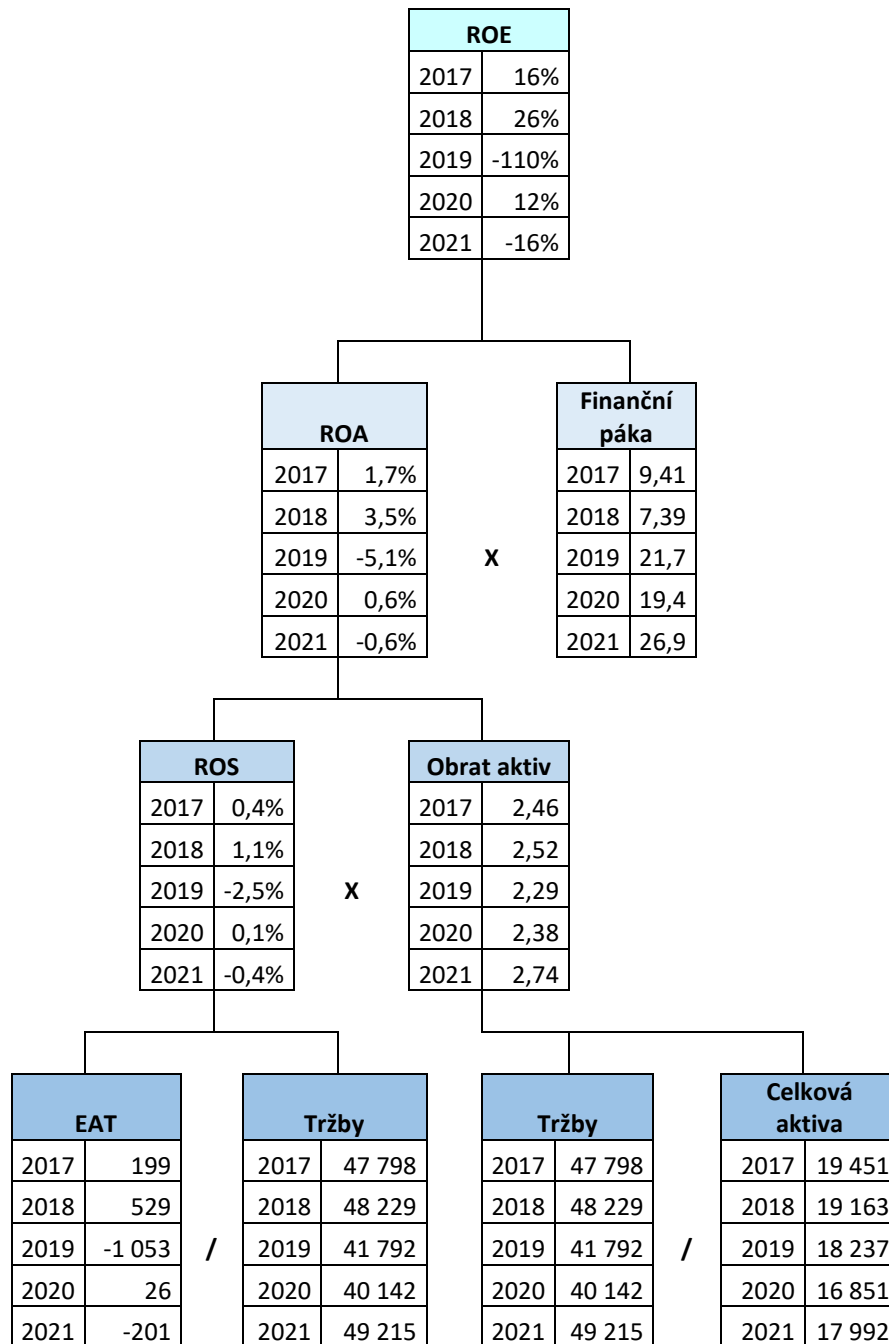 ROE
2017 16%
2018 26%
2019 -110%
2020 12%
2021 -16%
ROA
2017 1,7%
2018 3,5%
2019 -5,1%
2020 0,6%
2021 -0,6%
X
Finanční
páka
2017 9,41
2018 7,39
2019 21,7
2020 19,4
2021 26,9
ROS
2017 0,4%
2018 1,1%
2019 -2,5%
2020 0,1%
2021 -0,4%
X
Obrat aktiv
2017 2,46
2018 2,52
2019 2,29
2020 2,38
2021 2,74
EAT
2017 199
2018 529
2019 -1 053
2020 26
2021 -201
/
Tržby
2017 47 798
2018 48 229
2019 41 792
2020 40 142
2021 49 215
Tržby
2017 47 798
2018 48 229
2019 41 792
2020 40 142
2021 49 215
/
Celková
aktiva
2017 19 451
2018 19 163
2019 18 237
2020 16 851
2021 17 992